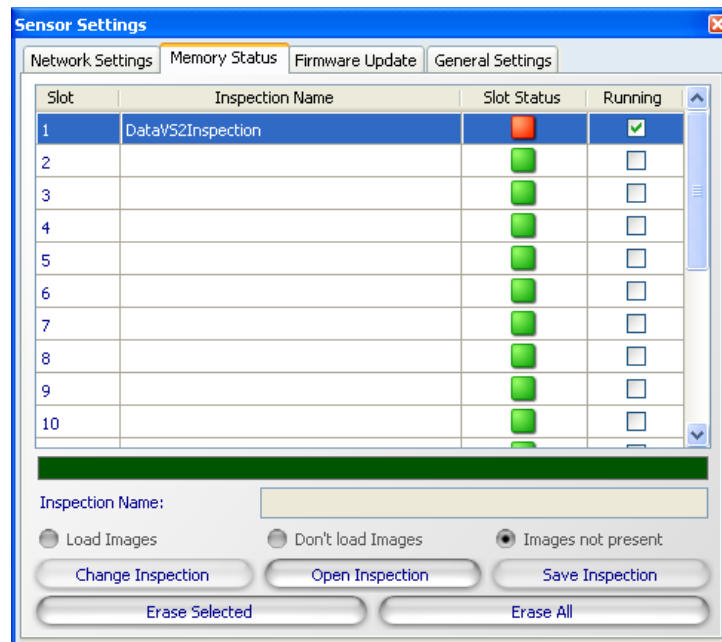 Sensor Settings
Network Settings Memory Status Firmware Update General Settings
Slot Inspection Name Slot Status Running
1 DataVS2Inspection
2
3
4
5
6
7
8
9
10
Inspection Name:
Load Images Don't load Images Images not present
Change Inspection Open Inspection Save Inspection
Erase Selected Erase All